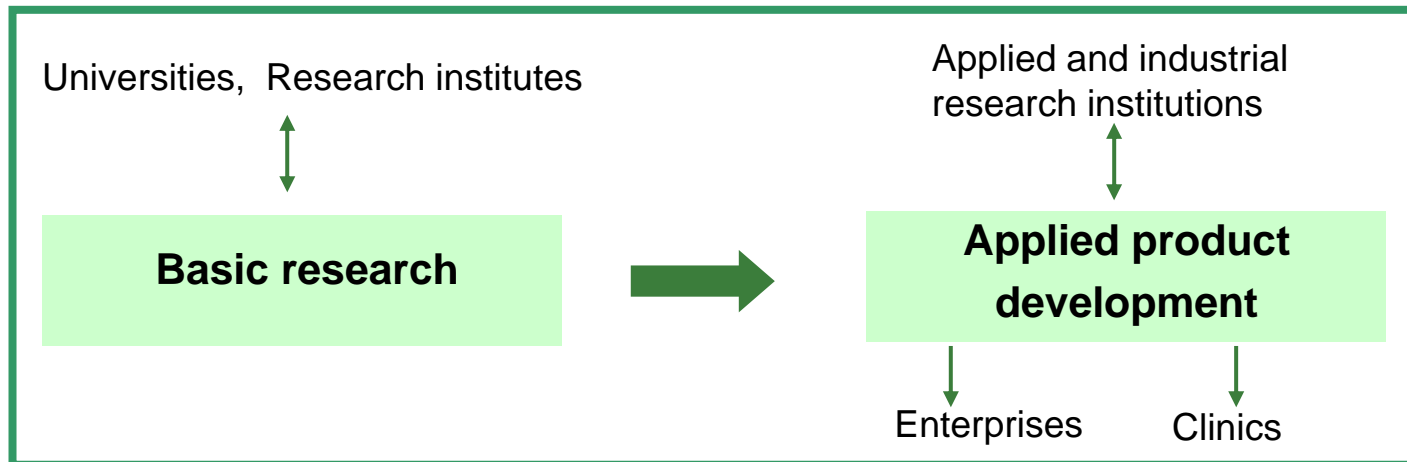 Universities,  Research institutes
Applied and industrial
research institutions
Basic research
Applied product
development
Enterprises
Clinics